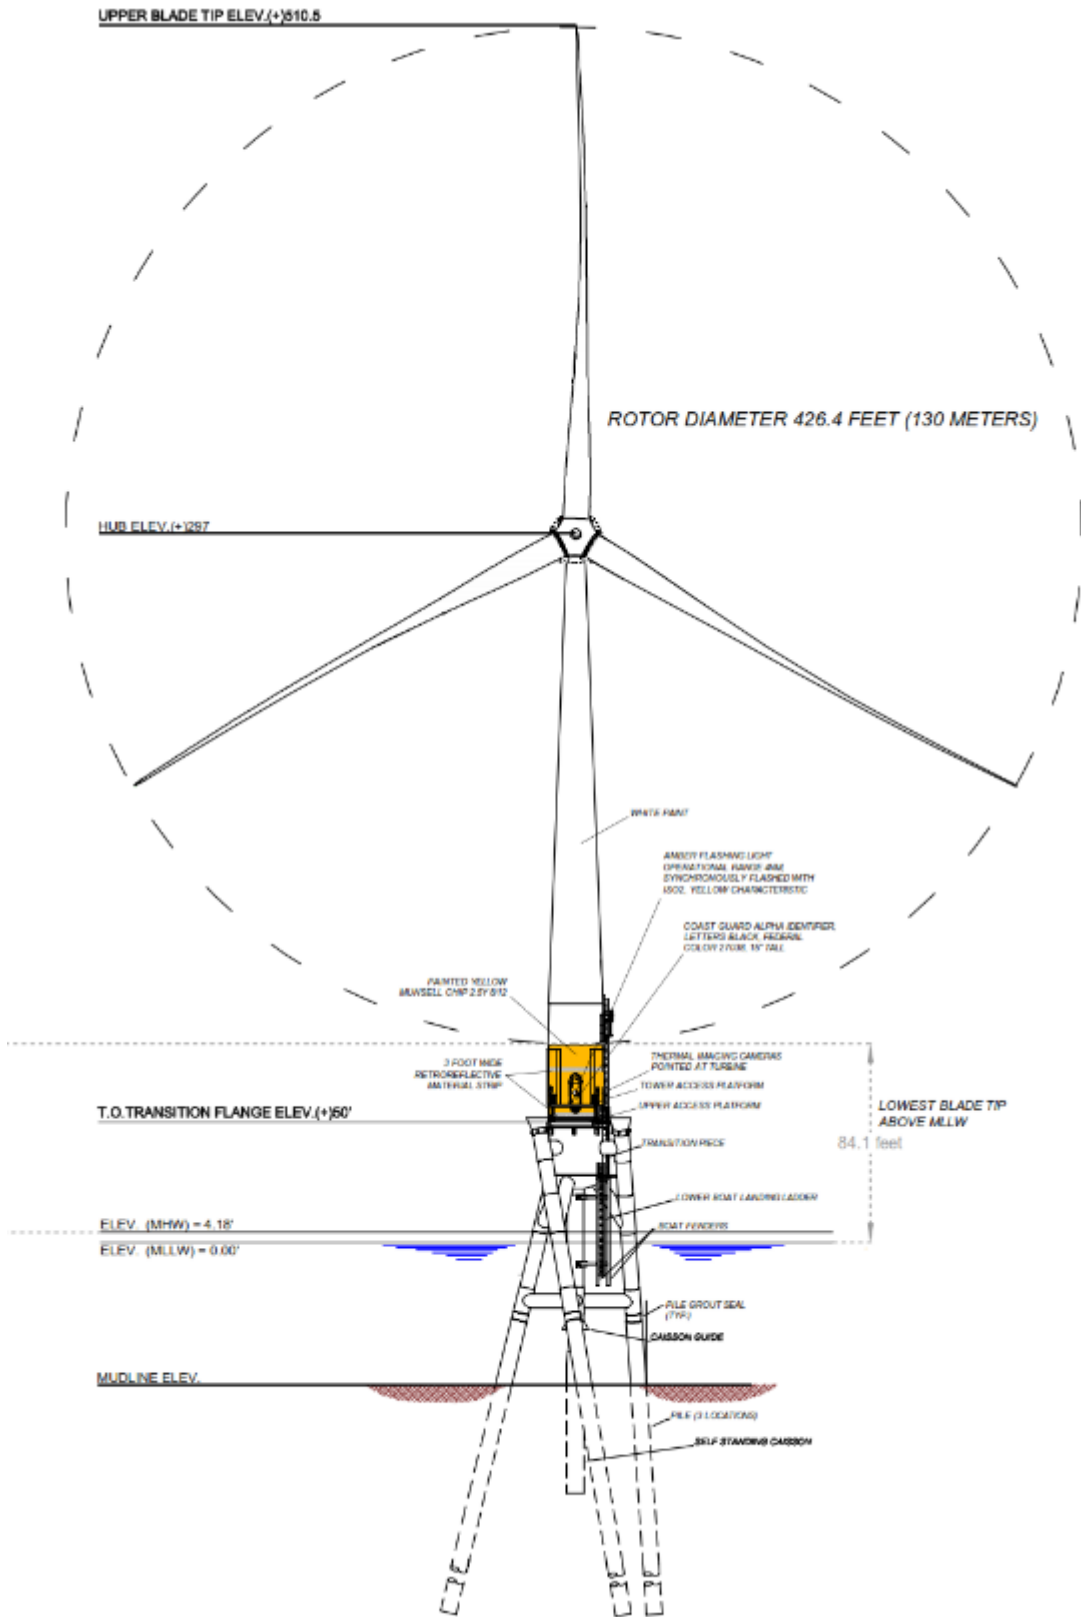 UPPER BLADE TIP ELEV.(+)510.5
ROTOR DIAMETER 426.4 FEET (130 METERS)
HUB ELEV.(+)297
WHITE PAINT
AMBER FLASHING LIGHT
OPERATIONAL RANGE 4NM,
SYNCHRONOUSLY FLASHED WITH
ISO2, YELLOW CHARACTERISTIC
COAST GUARD ALPHA IDENTIFIER,
LETTERS BLACK, FEDERAL
COLOR 27038, 18" TALL
PAINTED YELLOW
MUNSELL CHIP 2.5Y 8/12
3 FOOT WIDE
RETROREFLECTIVE
MATERIAL STRIP
THERMAL IMAGING CAMERAS
POINTED AT TURBINE
TOWER ACCESS PLATFORM
UPPER ACCESS PLATFORM
T.O.TRANSITION FLANGE ELEV.(+)50'
LOWEST BLADE TIP
ABOVE MLLW
84.1 feet
TRANSITION PIECE
LOWER BOAT LANDING LADDER
BOAT FENDERS
ELEV. (MHW) = 4.18'
ELEV. (MLLW) = 0.00'
PILE GROUT SEAL
(TYP.)
CAISSON GUIDE
MUDLINE ELEV.
PILE (3 LOCATIONS)
SELF STANDING CAISSON